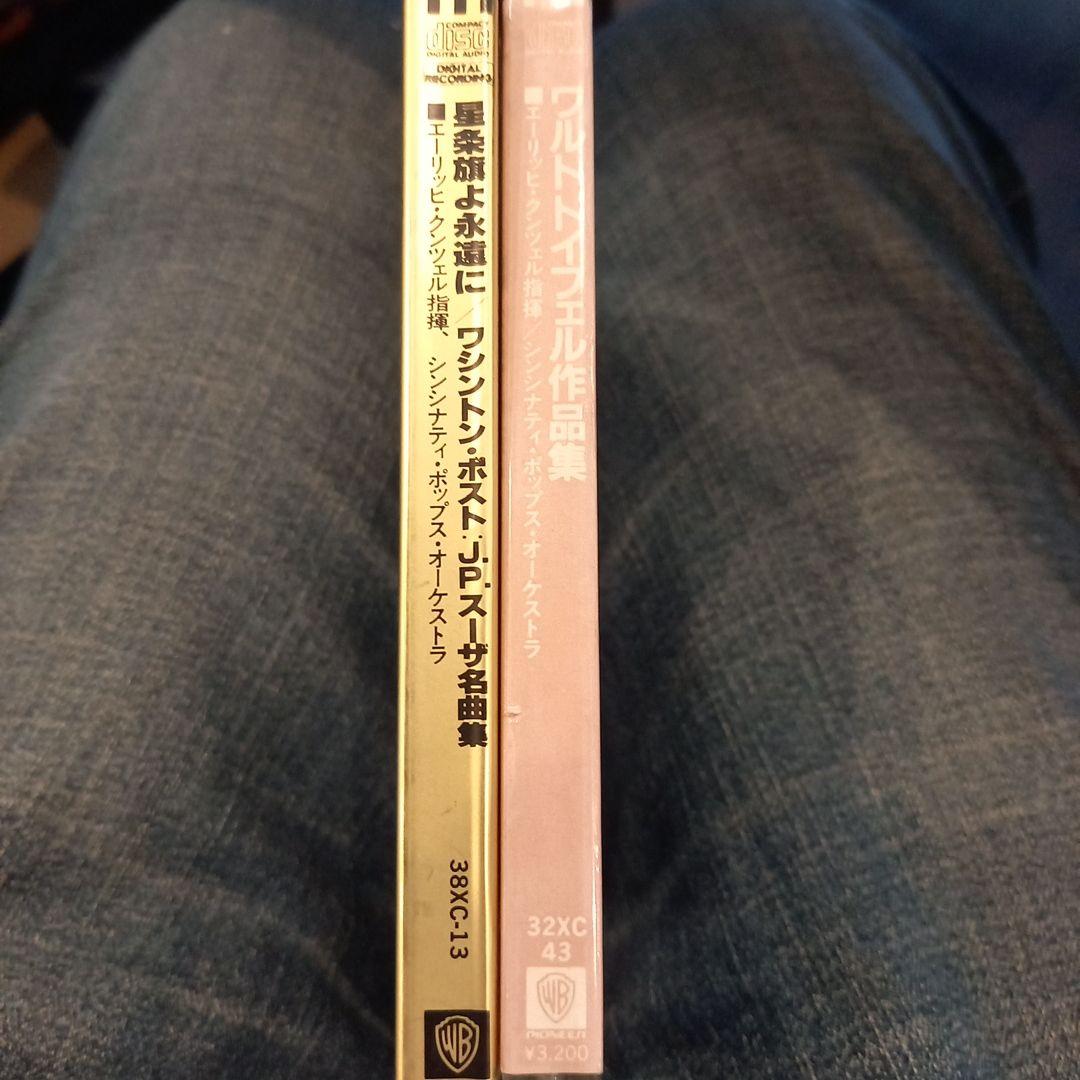 COMPACT
disc
DIGITAL AUDIO
DIGITAL
RECORDING
星条旗よ永遠に/ワシントン・ポスト:J.P.スーザ名曲集
■エーリッヒ・クンツェル指揮、シンシナティ・ポップス・オーケストラ
38XC-13
WB
ワルトトイフェル作品集
■エーリッヒ・クンツェル指揮/シンシナティ・ポップス・オーケストラ
32XC
43
WB
PIONEER
¥3,200